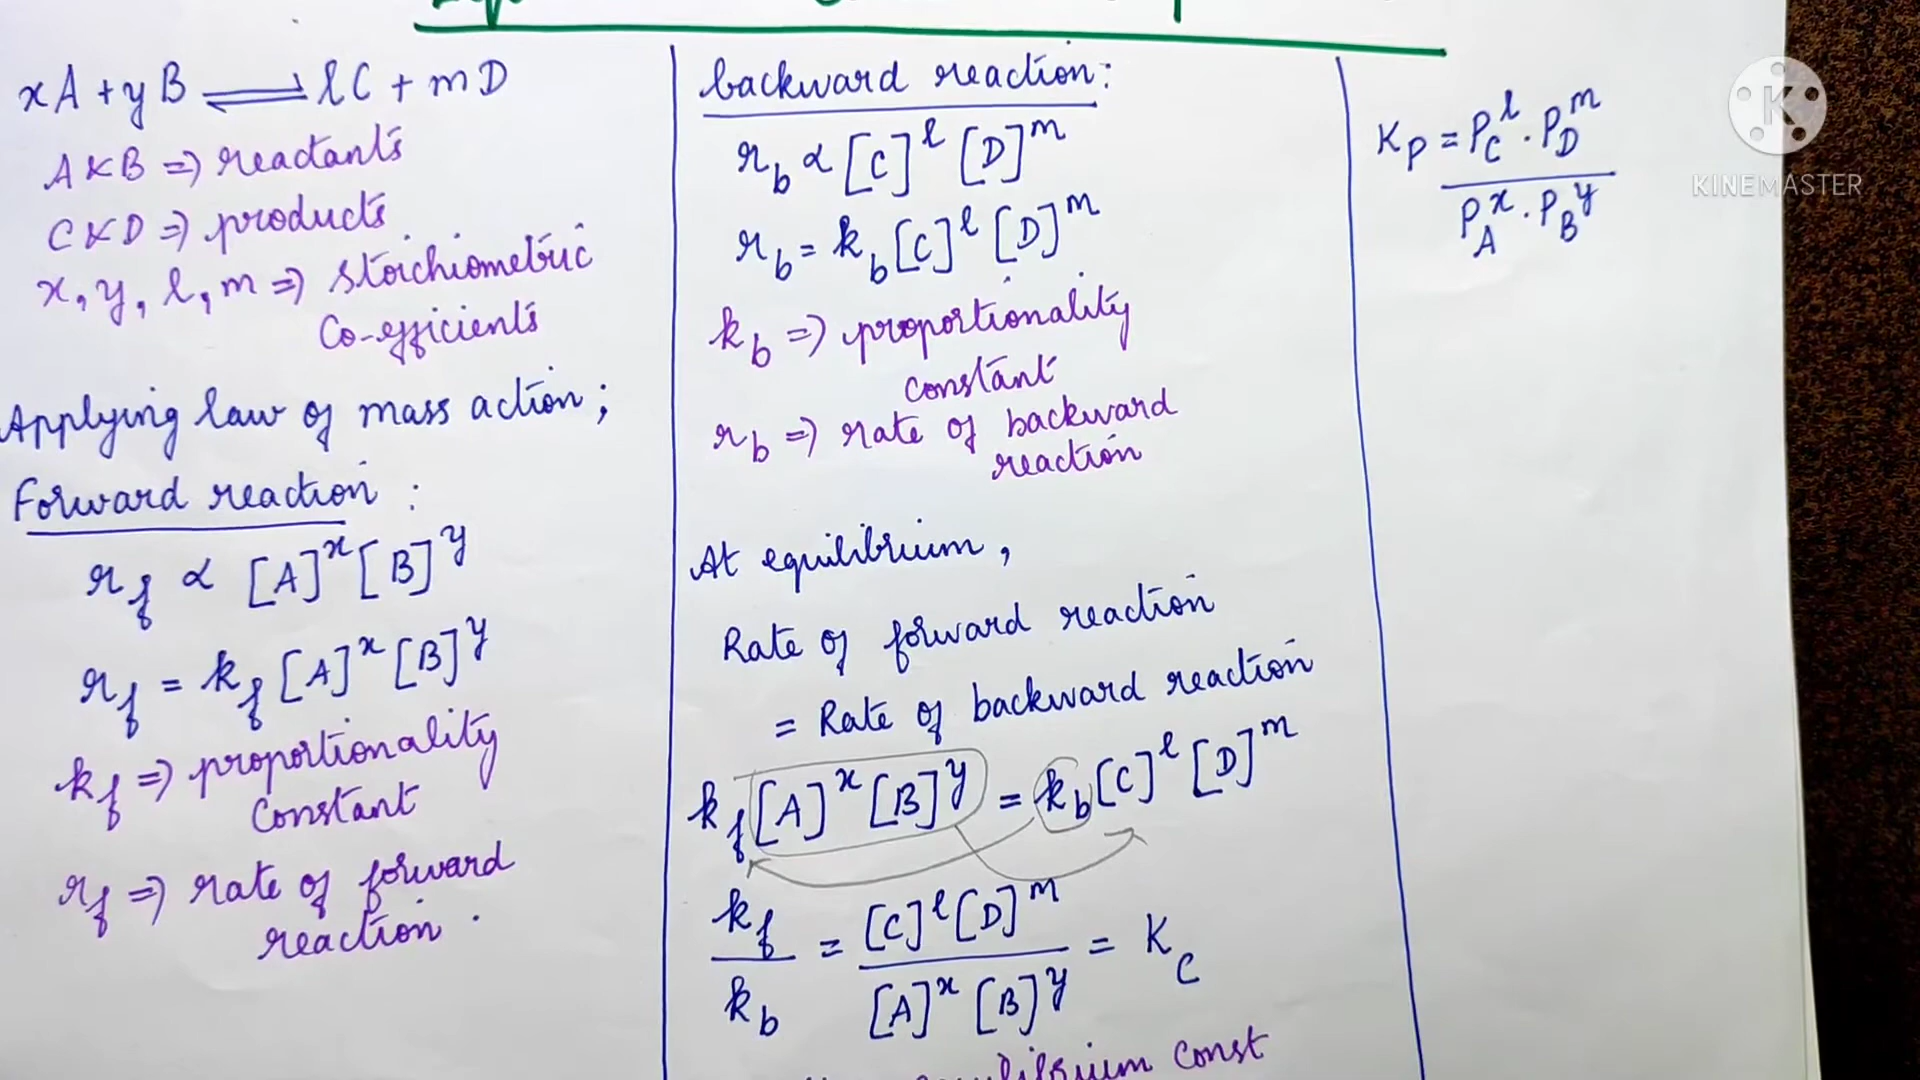 xA + yB ⇌ lC + mD
A & B => reactants
C & D => products
x, y, l, m => stoichiometric
Co-efficients
Applying law of mass action;
Forward reaction :
r_f ∝ [A]^x [B]^y
r_f = k_f [A]^x [B]^y
k_f => proportionality
constant
r_f => rate of forward
reaction.
backward reaction:
r_b ∝ [C]^l [D]^m
r_b = k_b [C]^l [D]^m
k_b => proportionality
constant
r_b => rate of backward
reaction
At equilibrium,
Rate of forward reaction
= Rate of backward reaction
k_f [A]^x [B]^y = k_b [C]^l [D]^m
k_f / k_b = [C]^l [D]^m / [A]^x [B]^y = K_C
equilibrium const
K_P = P_C^l . P_D^m / P_A^x . P_B^y
K
KINEMASTER